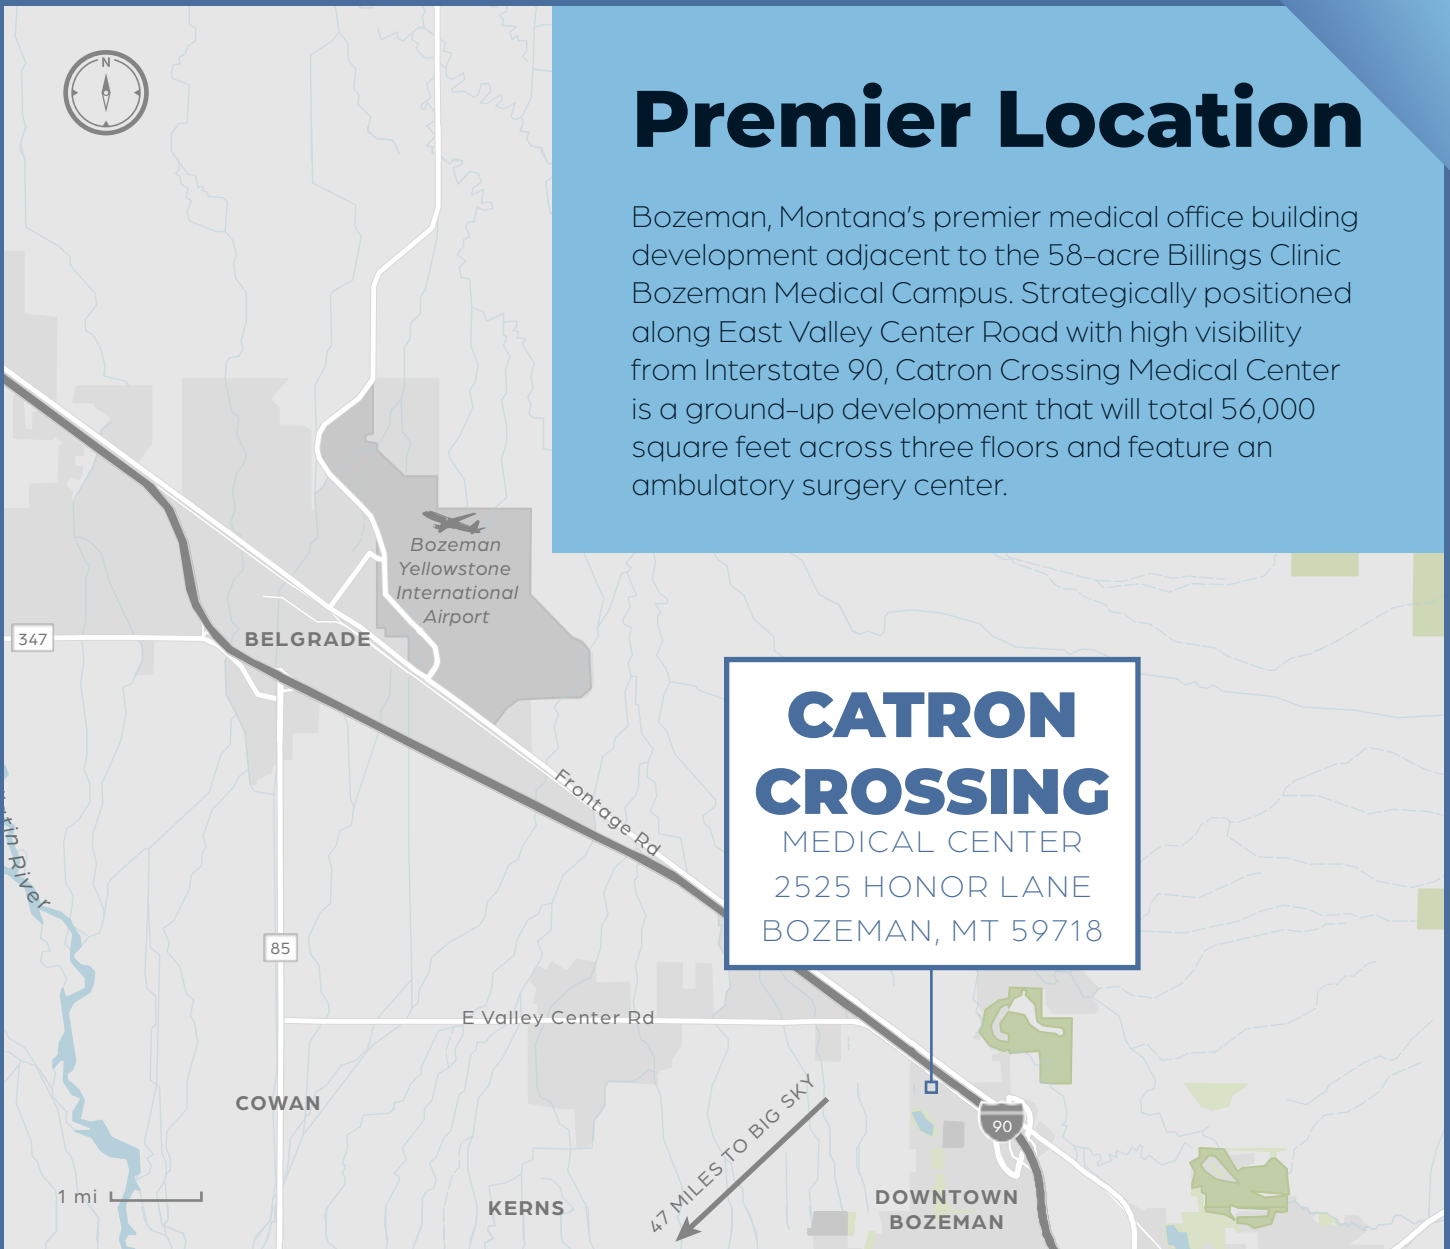 N
Premier Location
Bozeman, Montana's premier medical office building
development adjacent to the 58-acre Billings Clinic
Bozeman Medical Campus. Strategically positioned
along East Valley Center Road with high visibility
from Interstate 90, Catron Crossing Medical Center
is a ground-up development that will total 56,000
square feet across three floors and feature an
ambulatory surgery center.
Bozeman
Yellowstone
International
Airport
347
BELGRADE
CATRON
CROSSING
MEDICAL CENTER
2525 HONOR LANE
BOZEMAN, MT 59718
Frontage Rd
River
85
E Valley Center Rd
COWAN
47 MILES TO BIG SKY
90
1 mi
KERNS
DOWNTOWN
BOZEMAN